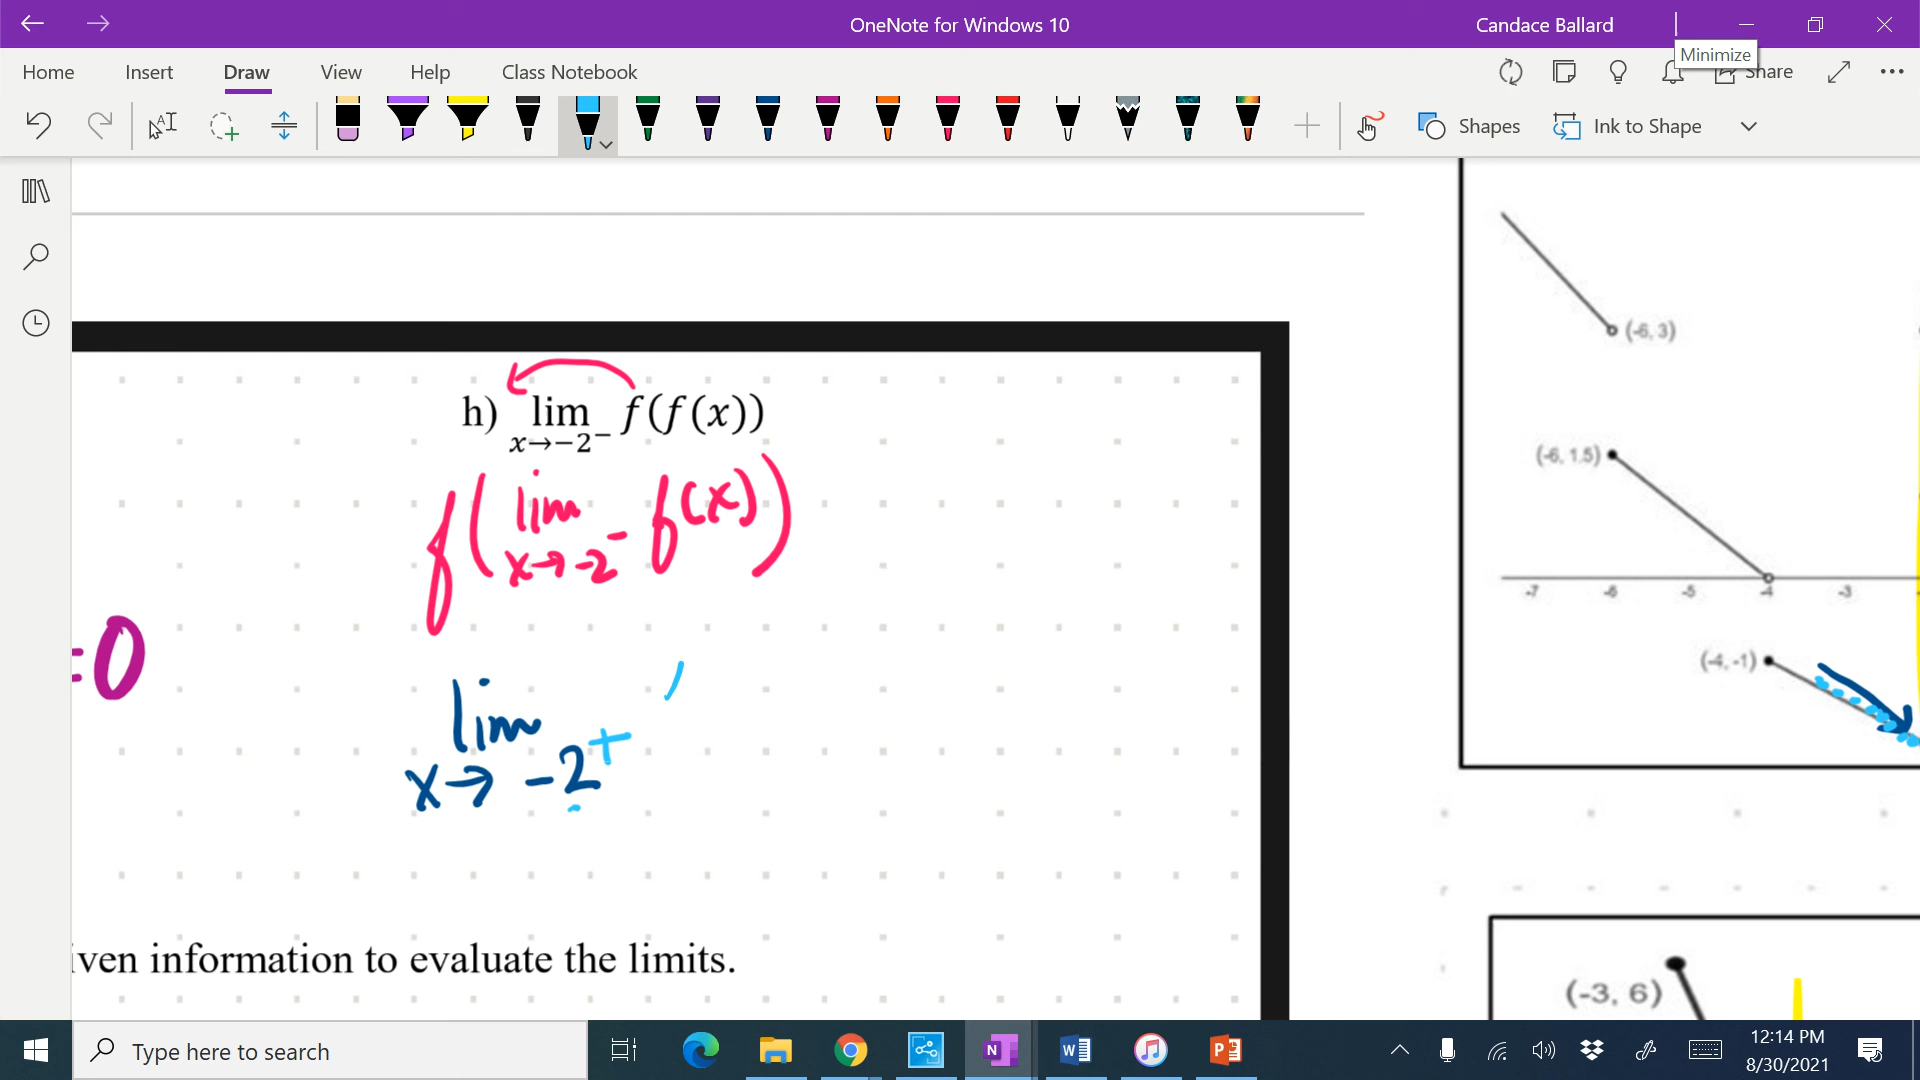 OneNote for Windows 10
Candace Ballard
Minimize
Home Insert Draw View Help Class Notebook
Share
Shapes
Ink to Shape
h) lim f(f(x))
x→-2⁻
f(lim f(x))
x→-2⁻
=0
lim
x→ -2⁺
iven information to evaluate the limits.
(-6, 3)
(-6, 1.5)
-7 -6 -5 -4 -3
(-4, -1)
(-3, 6)
Type here to search
12:14 PM
8/30/2021